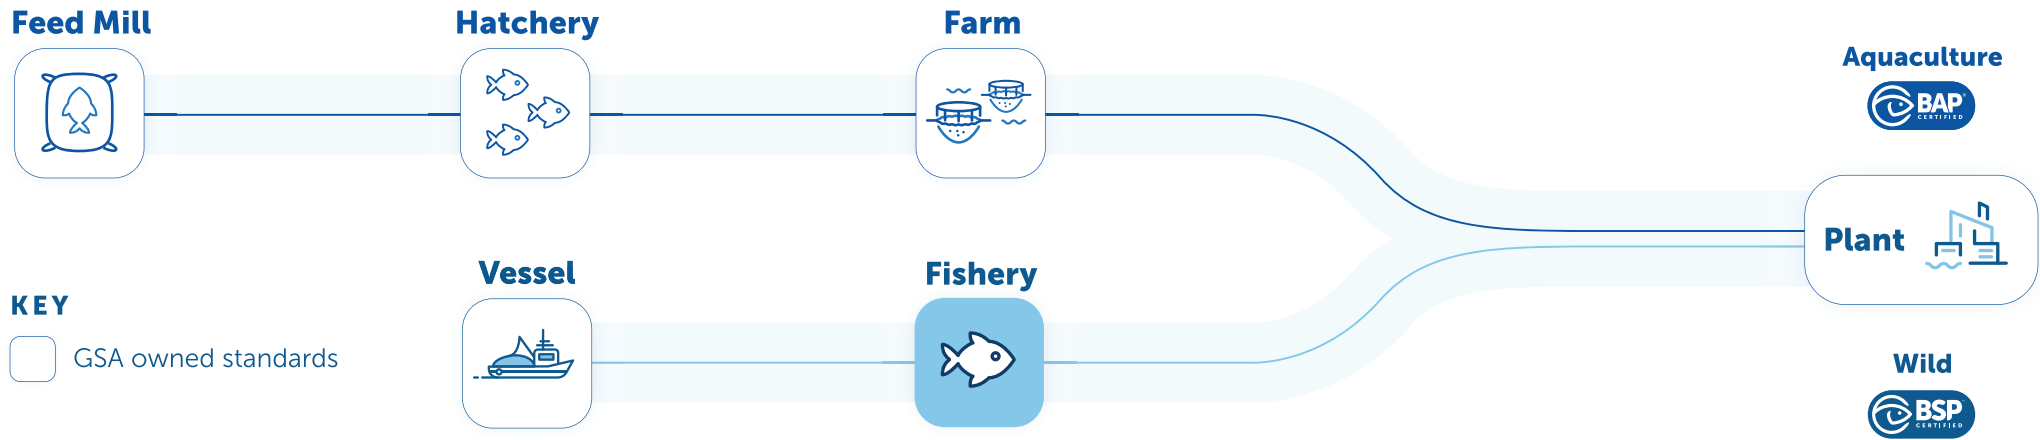 Feed Mill
Hatchery
Farm
Aquaculture
BAP
CERTIFIED
Plant
Vessel
Fishery
KEY
GSA owned standards
Wild
BSP
CERTIFIED